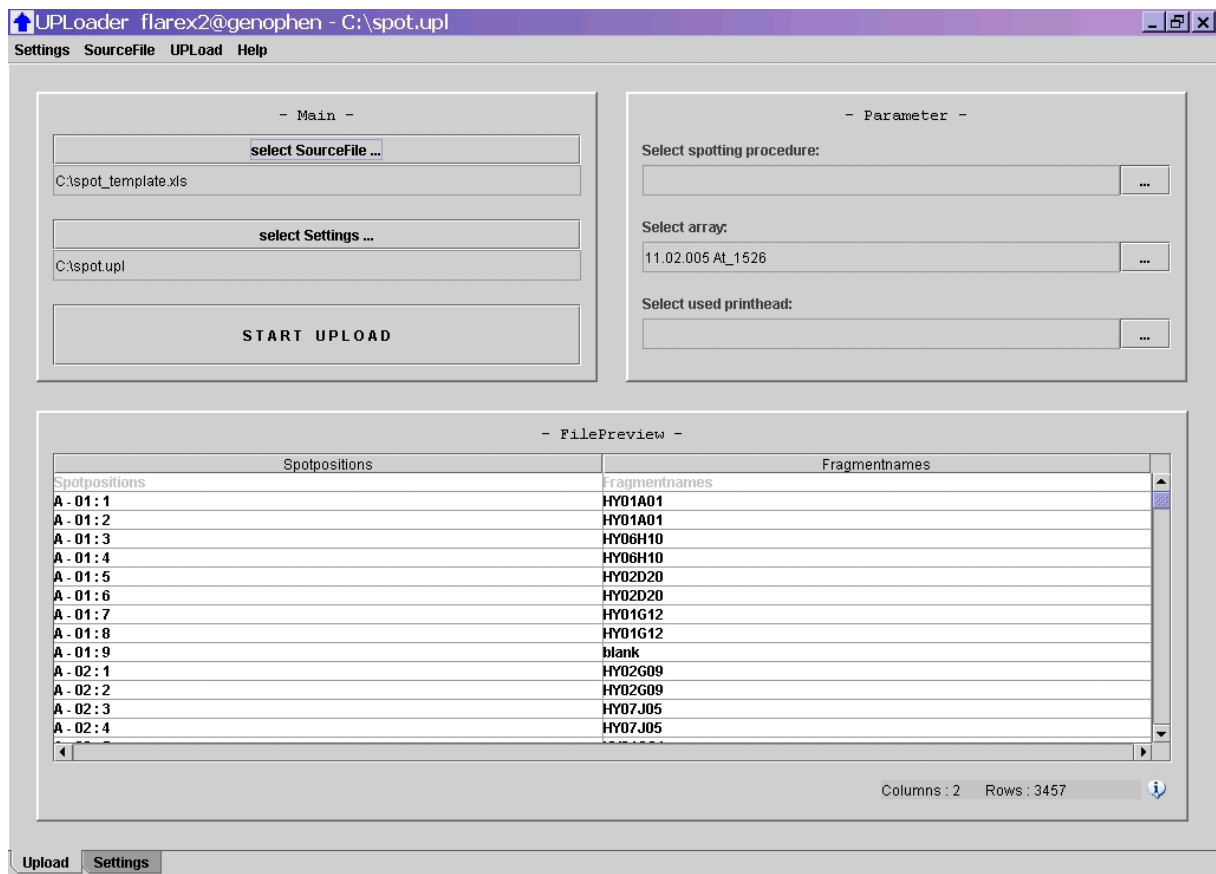 UPLoader flarex2@genophen - C:\spot.upl
Settings SourceFile UPLoad Help
- Main -
select SourceFile ...
C:\spot_template.xls
select Settings ...
C:\spot.upl
START UPLOAD
- Parameter -
Select spotting procedure:
...
Select array:
11.02.005 At_1526
...
Select used printhead:
...
- FilePreview -
Spotpositions Fragmentnames
Spotpositions Fragmentnames
A - 01 : 1 HY01A01
A - 01 : 2 HY01A01
A - 01 : 3 HY06H10
A - 01 : 4 HY06H10
A - 01 : 5 HY02D20
A - 01 : 6 HY02D20
A - 01 : 7 HY01G12
A - 01 : 8 HY01G12
A - 01 : 9 blank
A - 02 : 1 HY02G09
A - 02 : 2 HY02G09
A - 02 : 3 HY07J05
A - 02 : 4 HY07J05
Columns : 2 Rows : 3457
Upload Settings